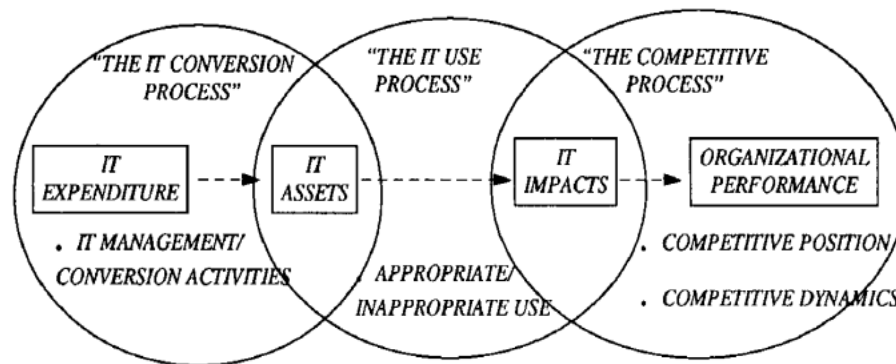 "THE IT CONVERSION
PROCESS"
"THE IT USE
PROCESS"
"THE COMPETITIVE
PROCESS"
IT
EXPENDITURE
IT
ASSETS
IT
IMPACTS
ORGANIZATIONAL
PERFORMANCE
. IT MANAGEMENT/
CONVERSION ACTIVITIES
. APPROPRIATE/
INAPPROPRIATE USE
. COMPETITIVE POSITION/
. COMPETITIVE DYNAMICS